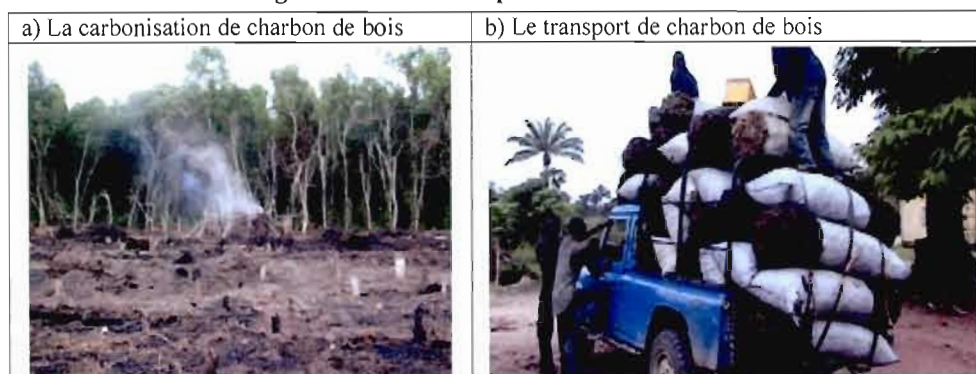 a) La carbonisation de charbon de bois
b) Le transport de charbon de bois